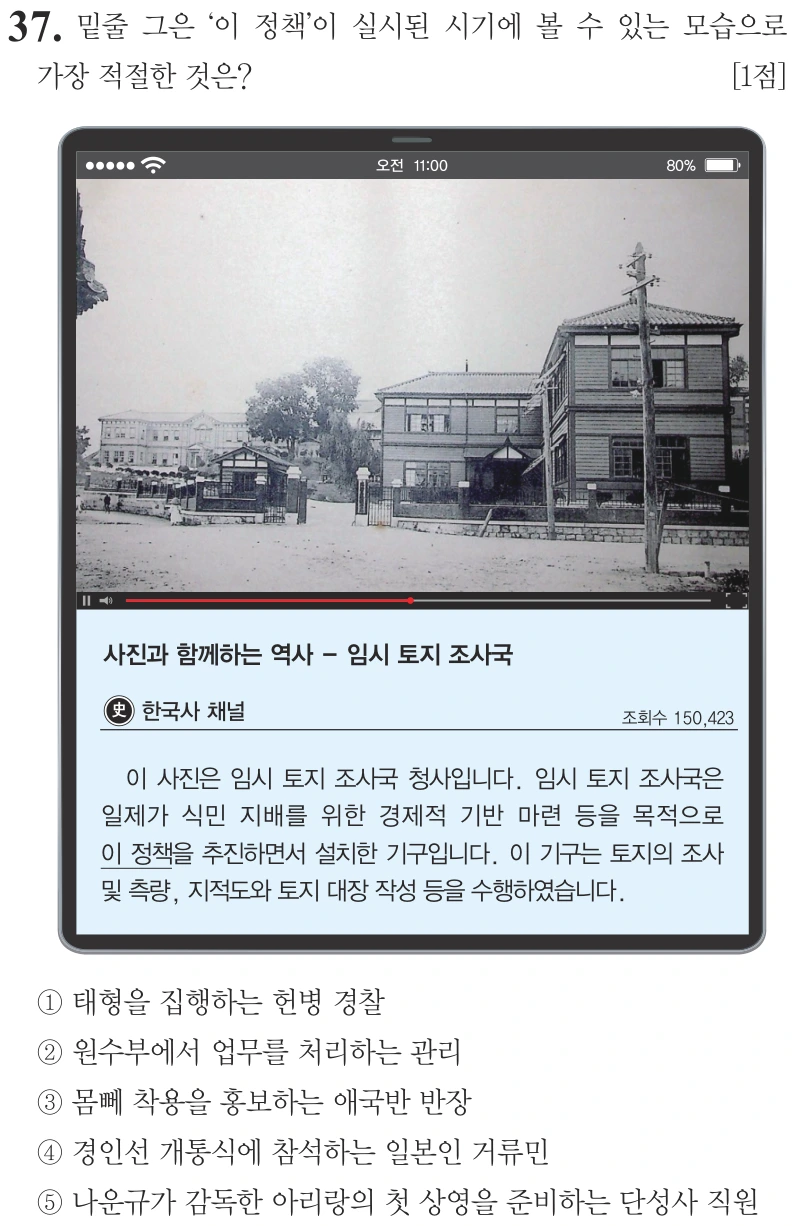 37. 밑줄 그은 ‘이 정책’이 실시된 시기에 볼 수 있는 모습으로
가장 적절한 것은? [1점]
오전 11:00 80%
사진과 함께하는 역사 – 임시 토지 조사국
史 한국사 채널
조회수 150,423
이 사진은 임시 토지 조사국 청사입니다. 임시 토지 조사국은
일제가 식민 지배를 위한 경제적 기반 마련 등을 목적으로
이 정책을 추진하면서 설치한 기구입니다. 이 기구는 토지의 조사
및 측량, 지적도와 토지 대장 작성 등을 수행하였습니다.
① 태형을 집행하는 헌병 경찰
② 원수부에서 업무를 처리하는 관리
③ 몸뻬 착용을 홍보하는 애국반 반장
④ 경인선 개통식에 참석하는 일본인 거류민
⑤ 나운규가 감독한 아리랑의 첫 상영을 준비하는 단성사 직원